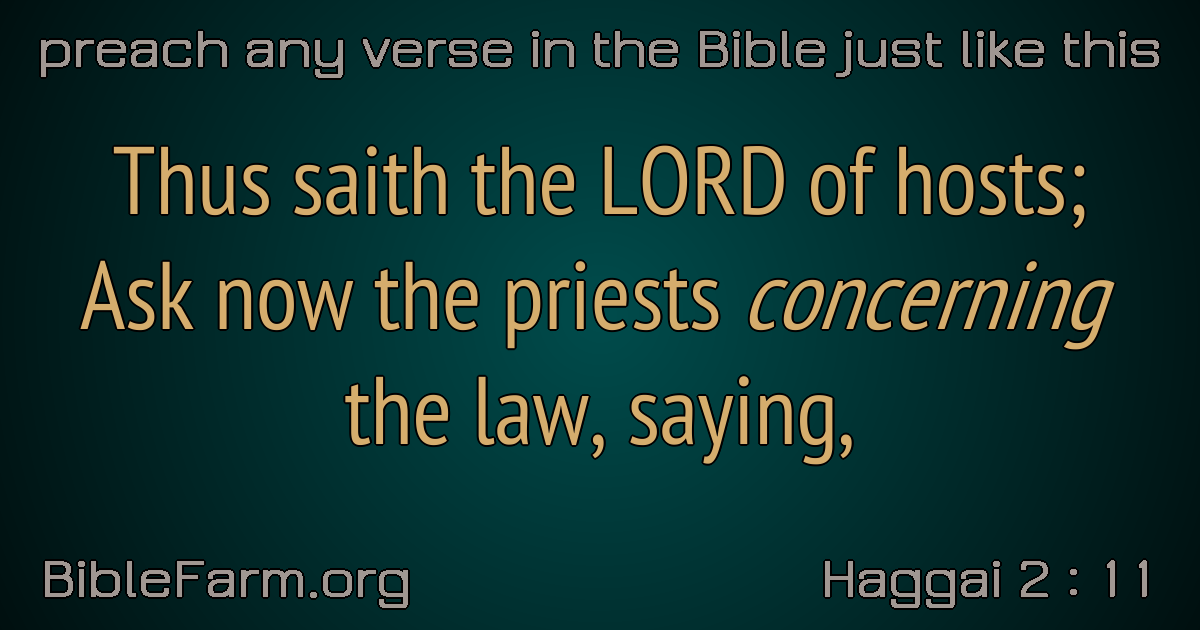 preach any verse in the Bible just like this
Thus saith the LORD of hosts;
Ask now the priests concerning
the law, saying,
BibleFarm.org
Haggai 2 : 11